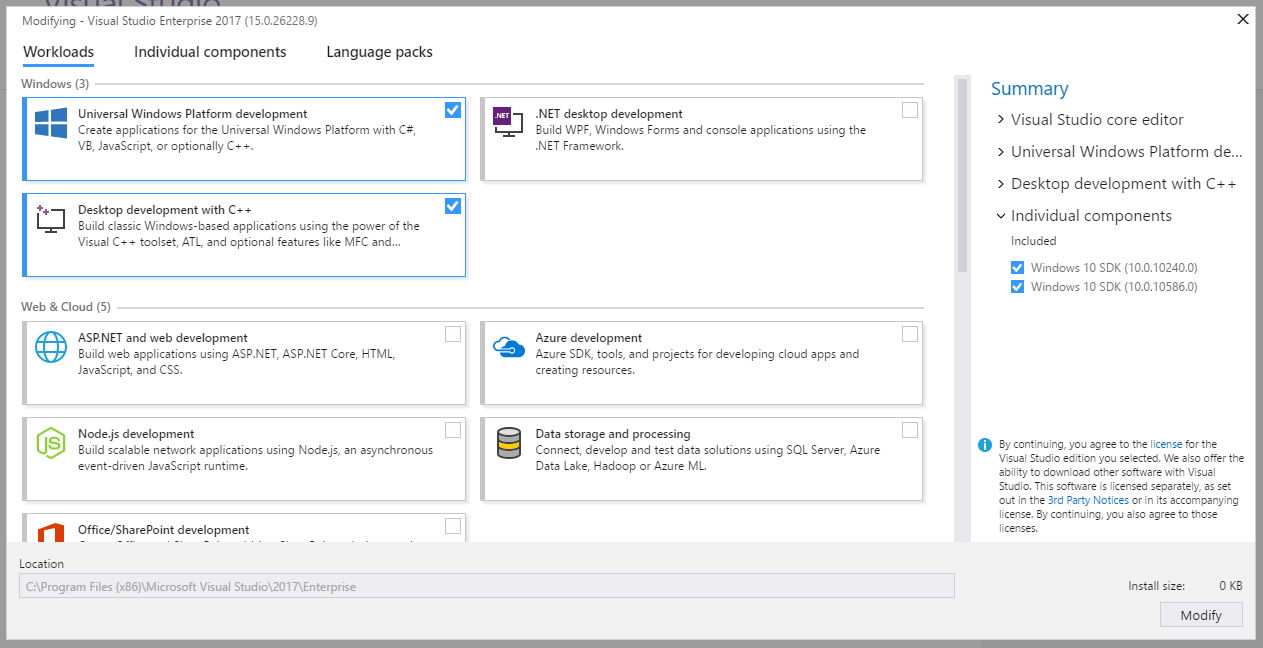 Visual Studio
Modifying - Visual Studio Enterprise 2017 (15.0.26228.9)
Workloads
Individual components
Language packs
Windows (3)
Universal Windows Platform development
Create applications for the Universal Windows Platform with C#,
VB, JavaScript, or optionally C++.
.NET
.NET desktop development
Build WPF, Windows Forms and console applications using the
.NET Framework.
Desktop development with C++
Build classic Windows-based applications using the power of the
Visual C++ toolset, ATL, and optional features like MFC and...
Web & Cloud (5)
ASP.NET and web development
Build web applications using ASP.NET, ASP.NET Core, HTML,
JavaScript, and CSS.
Azure development
Azure SDK, tools, and projects for developing cloud apps and
creating resources.
JS
Node.js development
Build scalable network applications using Node.js, an asynchronous
event-driven JavaScript runtime.
Data storage and processing
Connect, develop and test data solutions using SQL Server, Azure
Data Lake, Hadoop or Azure ML.
Office/SharePoint development
Summary
Visual Studio core editor
Universal Windows Platform de...
Desktop development with C++
Individual components
Included
Windows 10 SDK (10.0.10240.0)
Windows 10 SDK (10.0.10586.0)
By continuing, you agree to the license for the
Visual Studio edition you selected. We also offer the
ability to download other software with Visual
Studio. This software is licensed separately, as set
out in the 3rd Party Notices or in its accompanying
license. By continuing, you also agree to those
licenses.
Location
C:\Program Files (x86)\Microsoft Visual Studio\2017\Enterprise
Install size: 0 KB
Modify